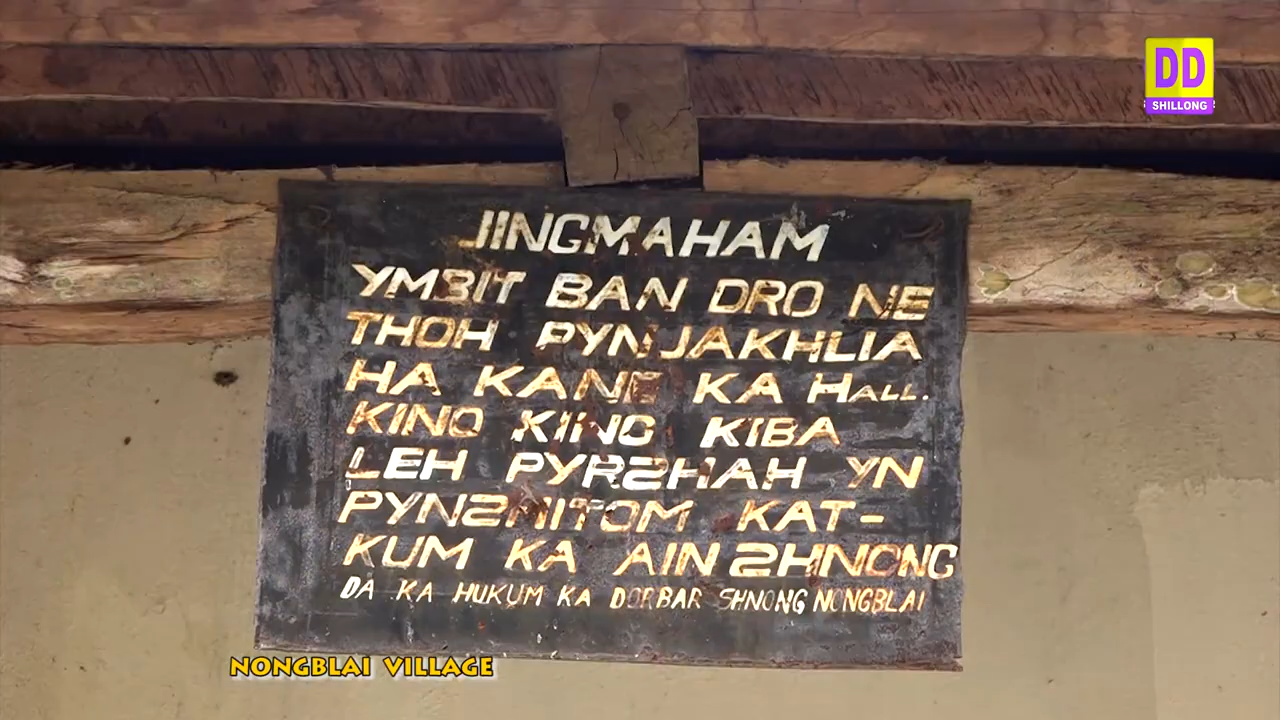 DD
SHILLONG
JINGMAHAM
YMBIT BAN DRO NE
THOH PYNJAKHLIA
HA KANE KA HALL.
KINO KINO KIBA
LEH PYRSHAH YN
PYNSHITOM KAT-
KUM KA AIN SHNONG
DA KA HUKUM KA DORBAR SHNONG NONGBLAI
NONGBLAI VILLAGE